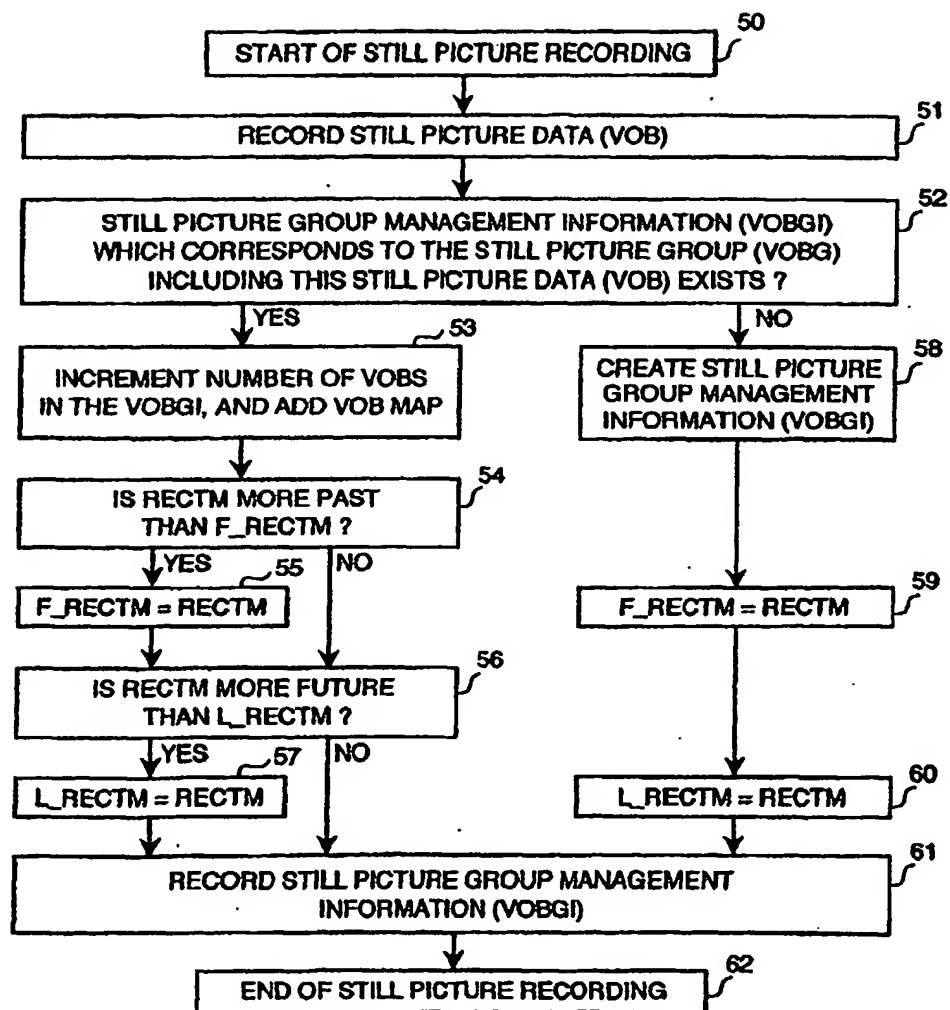 50
START OF STILL PICTURE RECORDING
51
RECORD STILL PICTURE DATA (VOB)
52
STILL PICTURE GROUP MANAGEMENT INFORMATION (VOBGI)
WHICH CORRESPONDS TO THE STILL PICTURE GROUP (VOBG)
INCLUDING THIS STILL PICTURE DATA (VOB) EXISTS ?
YES
NO
53
INCREMENT NUMBER OF VOBS
IN THE VOBGI, AND ADD VOB MAP
58
CREATE STILL PICTURE
GROUP MANAGEMENT
INFORMATION (VOBGI)
54
IS RECTM MORE PAST
THAN F_RECTM ?
YES
NO
55
F_RECTM = RECTM
59
F_RECTM = RECTM
56
IS RECTM MORE FUTURE
THAN L_RECTM ?
YES
NO
57
L_RECTM = RECTM
60
L_RECTM = RECTM
61
RECORD STILL PICTURE GROUP MANAGEMENT
INFORMATION (VOBGI)
62
END OF STILL PICTURE RECORDING